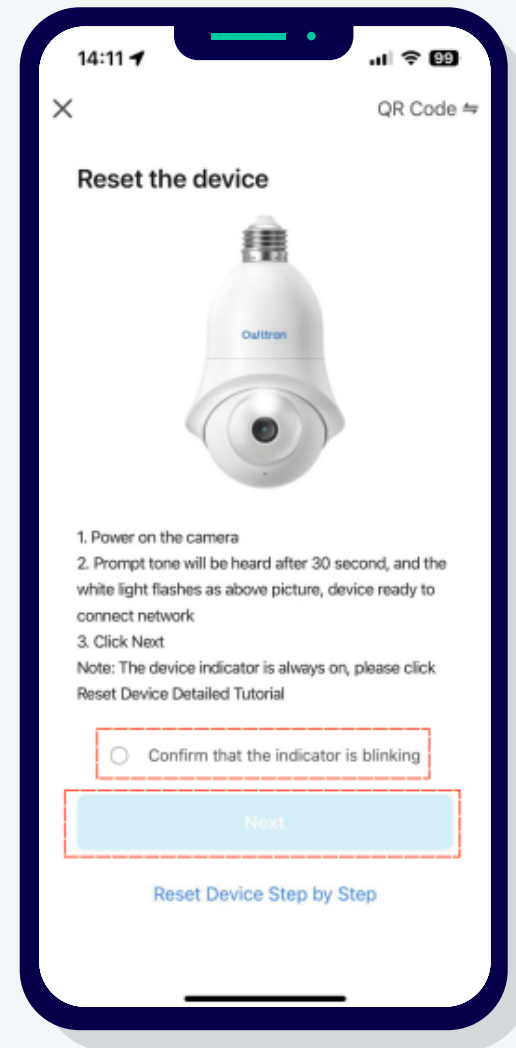 14:11
99
QR Code
Reset the device
Owltron
1. Power on the camera
2. Prompt tone will be heard after 30 second, and the
white light flashes as above picture, device ready to
connect network
3. Click Next
Note: The device indicator is always on, please click
Reset Device Detailed Tutorial
Confirm that the indicator is blinking
Next
Reset Device Step by Step